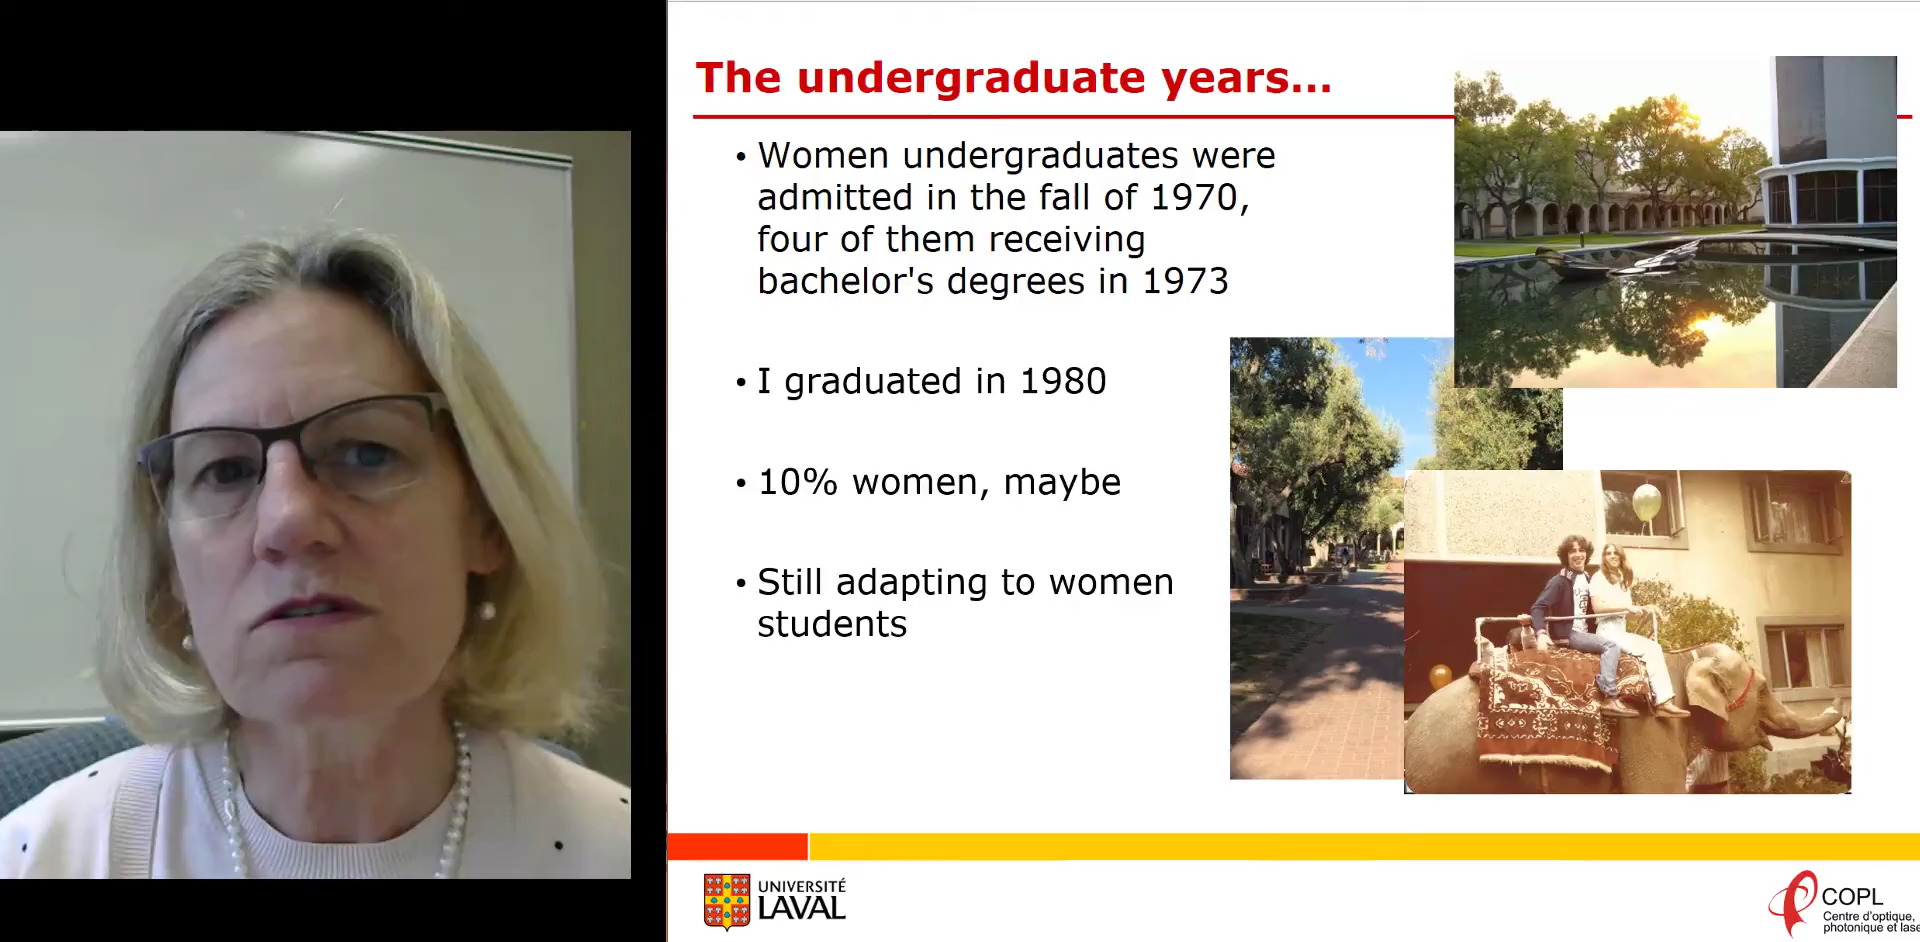 The undergraduate years...
• Women undergraduates were
admitted in the fall of 1970,
four of them receiving
bachelor's degrees in 1973
• I graduated in 1980
• 10% women, maybe
• Still adapting to women
students
UNIVERSITÉ
LAVAL
COPL
Centre d'optique,
photonique et lase